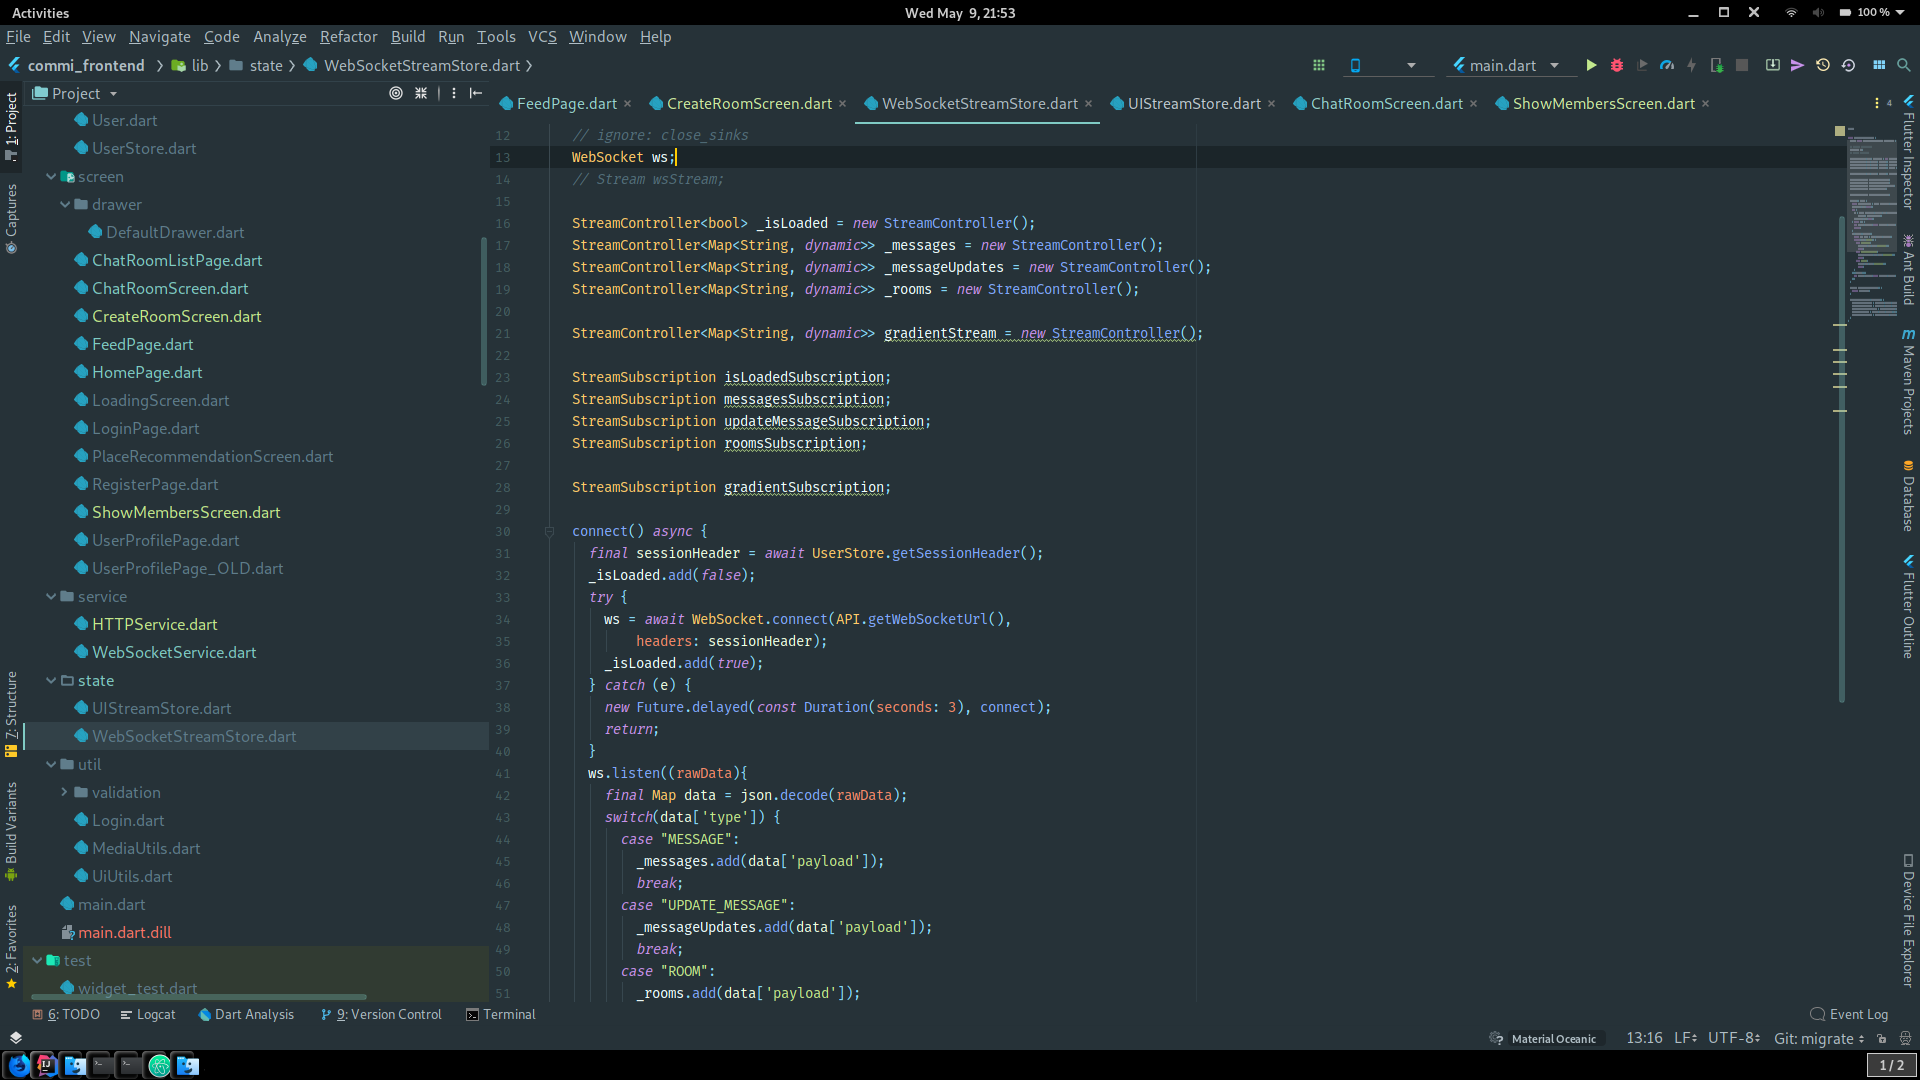 Activities
Wed May  9, 21:53
100 %
File Edit View Navigate Code Analyze Refactor Build Run Tools VCS Window Help
commi_frontend lib state WebSocketStreamStore.dart
main.dart
Project
FeedPage.dart CreateRoomScreen.dart WebSocketStreamStore.dart UIStreamStore.dart ChatRoomScreen.dart ShowMembersScreen.dart
4
1: Project
Captures
7: Structure
Build Variants
2: Favorites
User.dart
UserStore.dart
screen
drawer
DefaultDrawer.dart
ChatRoomListPage.dart
ChatRoomScreen.dart
CreateRoomScreen.dart
FeedPage.dart
HomePage.dart
LoadingScreen.dart
LoginPage.dart
PlaceRecommendationScreen.dart
RegisterPage.dart
ShowMembersScreen.dart
UserProfilePage.dart
UserProfilePage_OLD.dart
service
HTTPService.dart
WebSocketService.dart
state
UIStreamStore.dart
WebSocketStreamStore.dart
util
validation
Login.dart
MediaUtils.dart
UiUtils.dart
main.dart
main.dart.dill
test
widget_test.dart
12 // ignore: close_sinks
13 WebSocket ws;
14 // Stream wsStream;
15
16 StreamController<bool> _isLoaded = new StreamController();
17 StreamController<Map<String, dynamic>> _messages = new StreamController();
18 StreamController<Map<String, dynamic>> _messageUpdates = new StreamController();
19 StreamController<Map<String, dynamic>> _rooms = new StreamController();
20
21 StreamController<Map<String, dynamic>> gradientStream = new StreamController();
22
23 StreamSubscription isLoadedSubscription;
24 StreamSubscription messagesSubscription;
25 StreamSubscription updateMessageSubscription;
26 StreamSubscription roomsSubscription;
27
28 StreamSubscription gradientSubscription;
29
30 connect() async {
31 final sessionHeader = await UserStore.getSessionHeader();
32 _isLoaded.add(false);
33 try {
34 ws = await WebSocket.connect(API.getWebSocketUrl(),
35 headers: sessionHeader);
36 _isLoaded.add(true);
37 } catch (e) {
38 new Future.delayed(const Duration(seconds: 3), connect);
39 return;
40 }
41 ws.listen((rawData){
42 final Map data = json.decode(rawData);
43 switch(data['type']) {
44 case "MESSAGE":
45 _messages.add(data['payload']);
46 break;
47 case "UPDATE_MESSAGE":
48 _messageUpdates.add(data['payload']);
49 break;
50 case "ROOM":
51 _rooms.add(data['payload']);
Flutter Inspector
Ant Build
Maven Projects
Database
Flutter Outline
Device File Explorer
6: TODO Logcat Dart Analysis 9: Version Control Terminal Event Log
Material Oceanic 13:16 LF UTF-8 Git: migrate
1 / 2